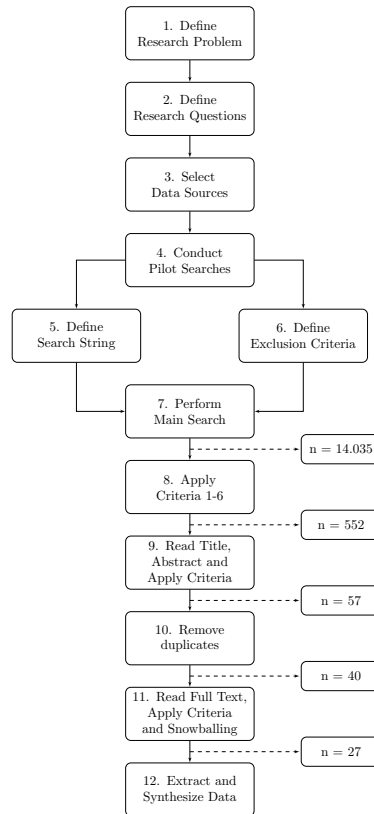 1. Define
Research Problem
2. Define
Research Questions
3. Select
Data Sources
4. Conduct
Pilot Searches
5. Define
Search String
6. Define
Exclusion Criteria
7. Perform
Main Search
n = 14.035
8. Apply
Criteria 1-6
n = 552
9. Read Title,
Abstract and
Apply Criteria
n = 57
10. Remove
duplicates
n = 40
11. Read Full Text,
Apply Criteria
and Snowballing
n = 27
12. Extract and
Synthesize Data